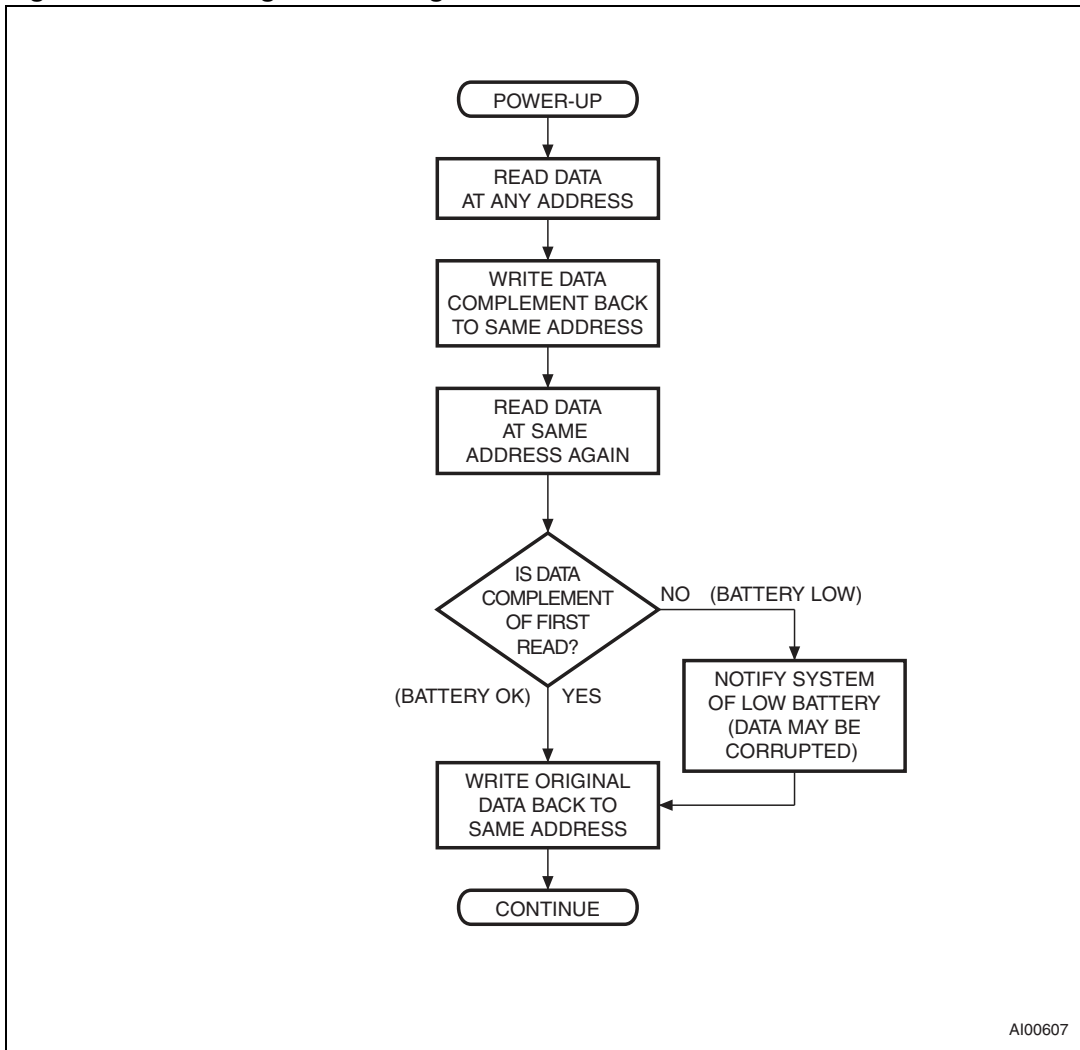 POWER-UP
READ DATA
AT ANY ADDRESS
WRITE DATA
COMPLEMENT BACK
TO SAME ADDRESS
READ DATA
AT SAME
ADDRESS AGAIN
IS DATA
COMPLEMENT
OF FIRST
READ?
NO (BATTERY LOW)
NOTIFY SYSTEM
OF LOW BATTERY
(DATA MAY BE
CORRUPTED)
(BATTERY OK) YES
WRITE ORIGINAL
DATA BACK TO
SAME ADDRESS
CONTINUE
AI00607